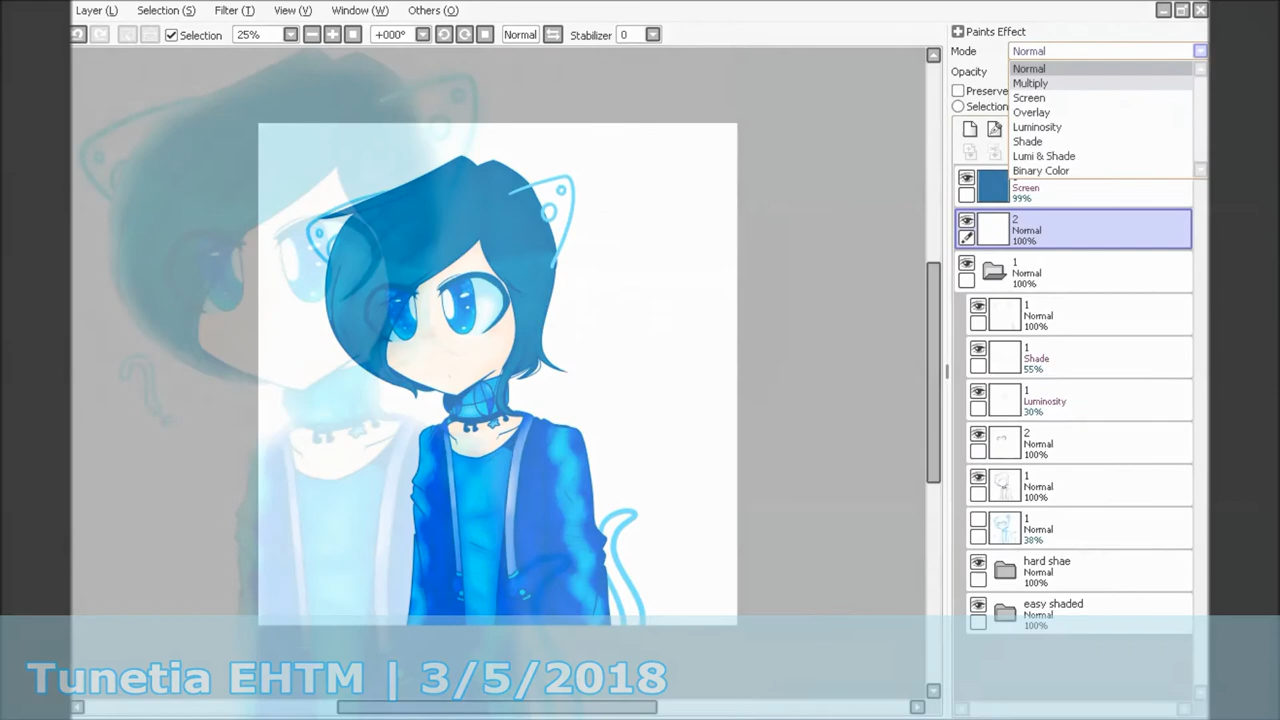 Layer (L) Selection (S) Filter (T) View (V) Window (W) Others (O)
Selection 25% +000° Normal Stabilizer 0
Paints Effect
Mode Normal
Opacity
Preserve
Selection
Normal
Multiply
Screen
Overlay
Luminosity
Shade
Lumi & Shade
Binary Color
Screen
99%
2
Normal
100%
1
Normal
100%
1
Normal
100%
1
Shade
55%
1
Luminosity
30%
2
Normal
100%
1
Normal
100%
1
Normal
38%
hard shae
Normal
100%
easy shaded
Normal
100%
Tunetia EHTM | 3/5/2018